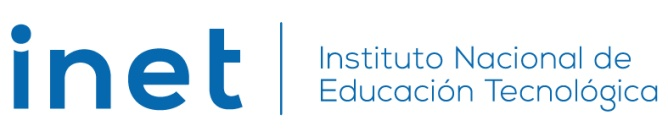 inet
Instituto Nacional de
Educación Tecnológica